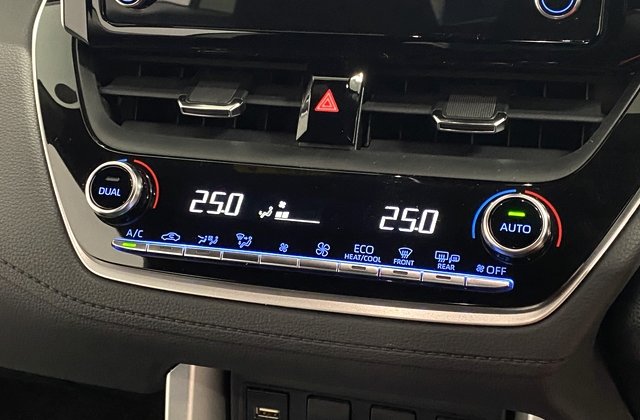 DUAL
25.0
25.0
AUTO
A/C
ECO
HEAT/COOL
FRONT
REAR
OFF